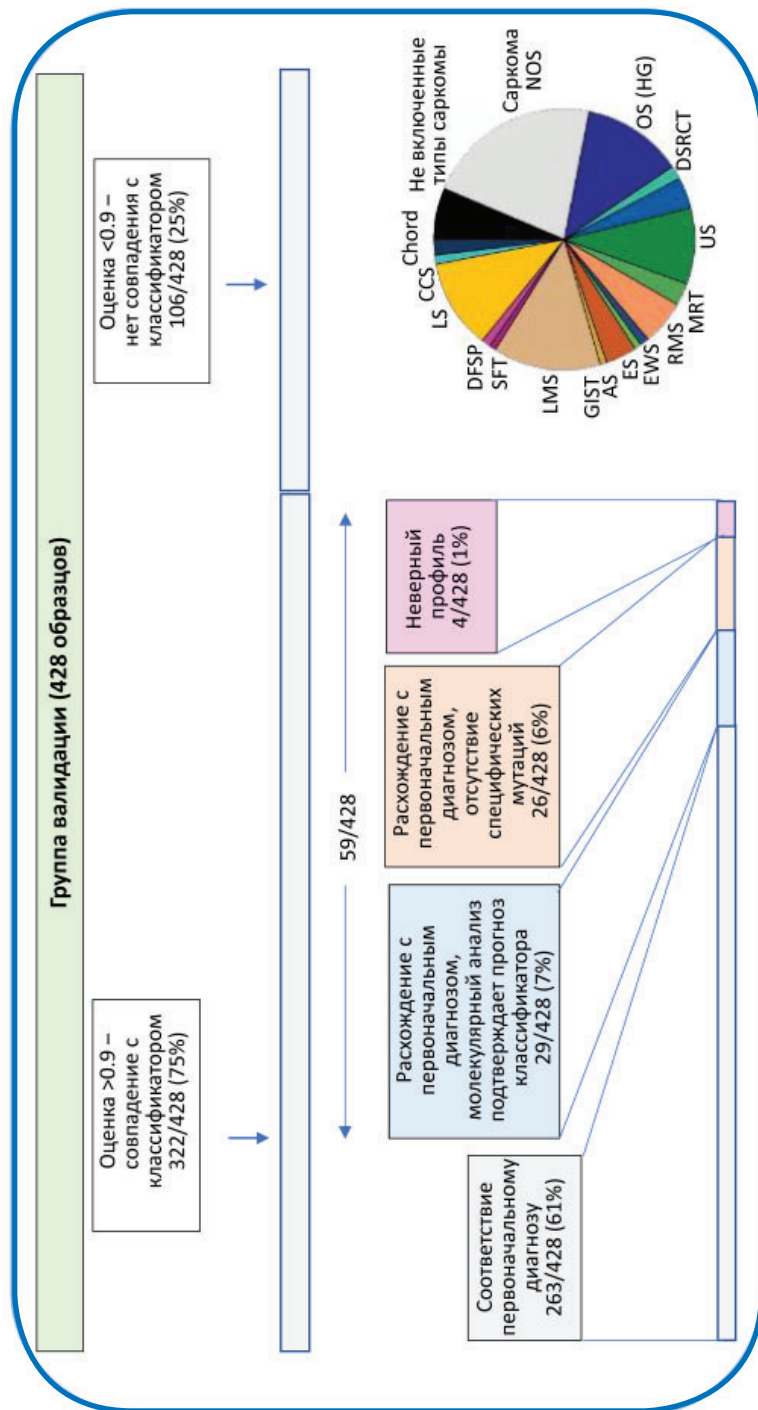 Группа валидации (428 образцов)
Оценка >0.9 –
совпадение с
классификатором
322/428 (75%)
Оценка <0.9 –
нет совпадения с
классификатором
106/428 (25%)
59/428
Соответствие
первоначальному
диагнозу
263/428 (61%)
Расхождение с
первоначальным
диагнозом,
молекулярный анализ
подтверждает прогноз
классификатора
29/428 (7%)
Расхождение с
первоначальным
диагнозом,
отсутствие
специфических
мутаций
26/428 (6%)
Неверный
профиль
4/428 (1%)
Не включенные
типы саркомы
Саркома
NOS
OS (HG)
DSRCT
US
MRT
RMS
EWS
ES
AS
GIST
LMS
SFT
DFSP
LS
CCS
Chord